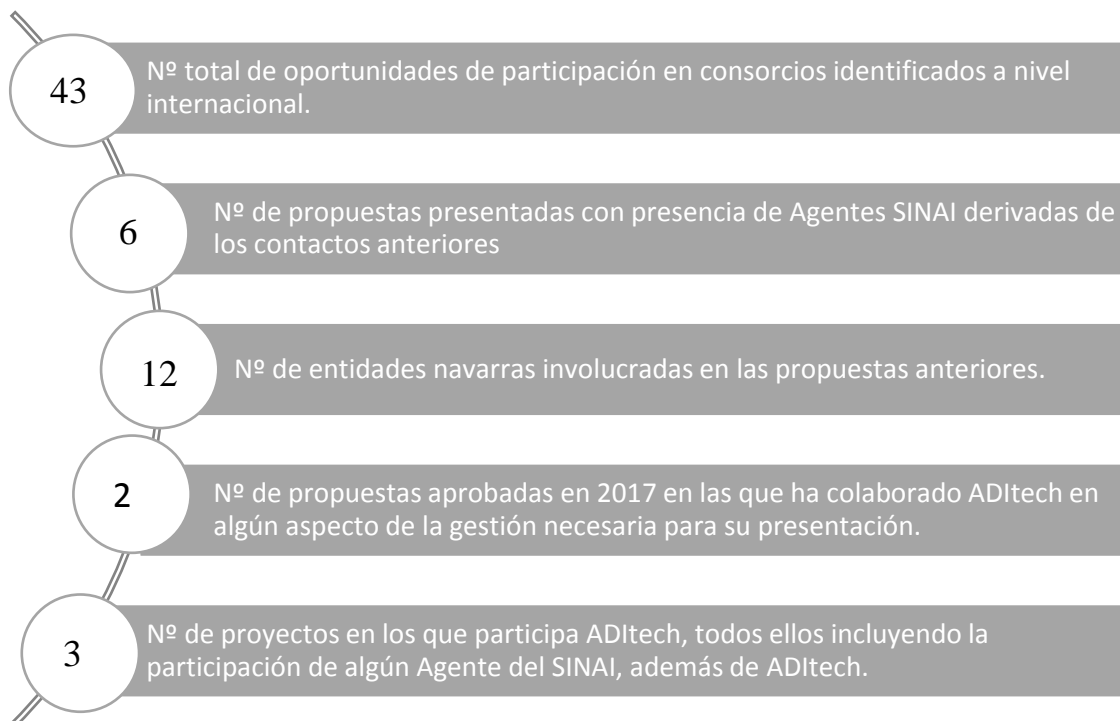 43
Nº total de oportunidades de participación en consorcios identificados a nivel
internacional.
6
Nº de propuestas presentadas con presencia de Agentes SINAI derivadas de
los contactos anteriores
12
Nº de entidades navarras involucradas en las propuestas anteriores.
2
Nº de propuestas aprobadas en 2017 en las que ha colaborado ADItech en
algún aspecto de la gestión necesaria para su presentación.
3
Nº de proyectos en los que participa ADItech, todos ellos incluyendo la
participación de algún Agente del SINAI, además de ADItech.